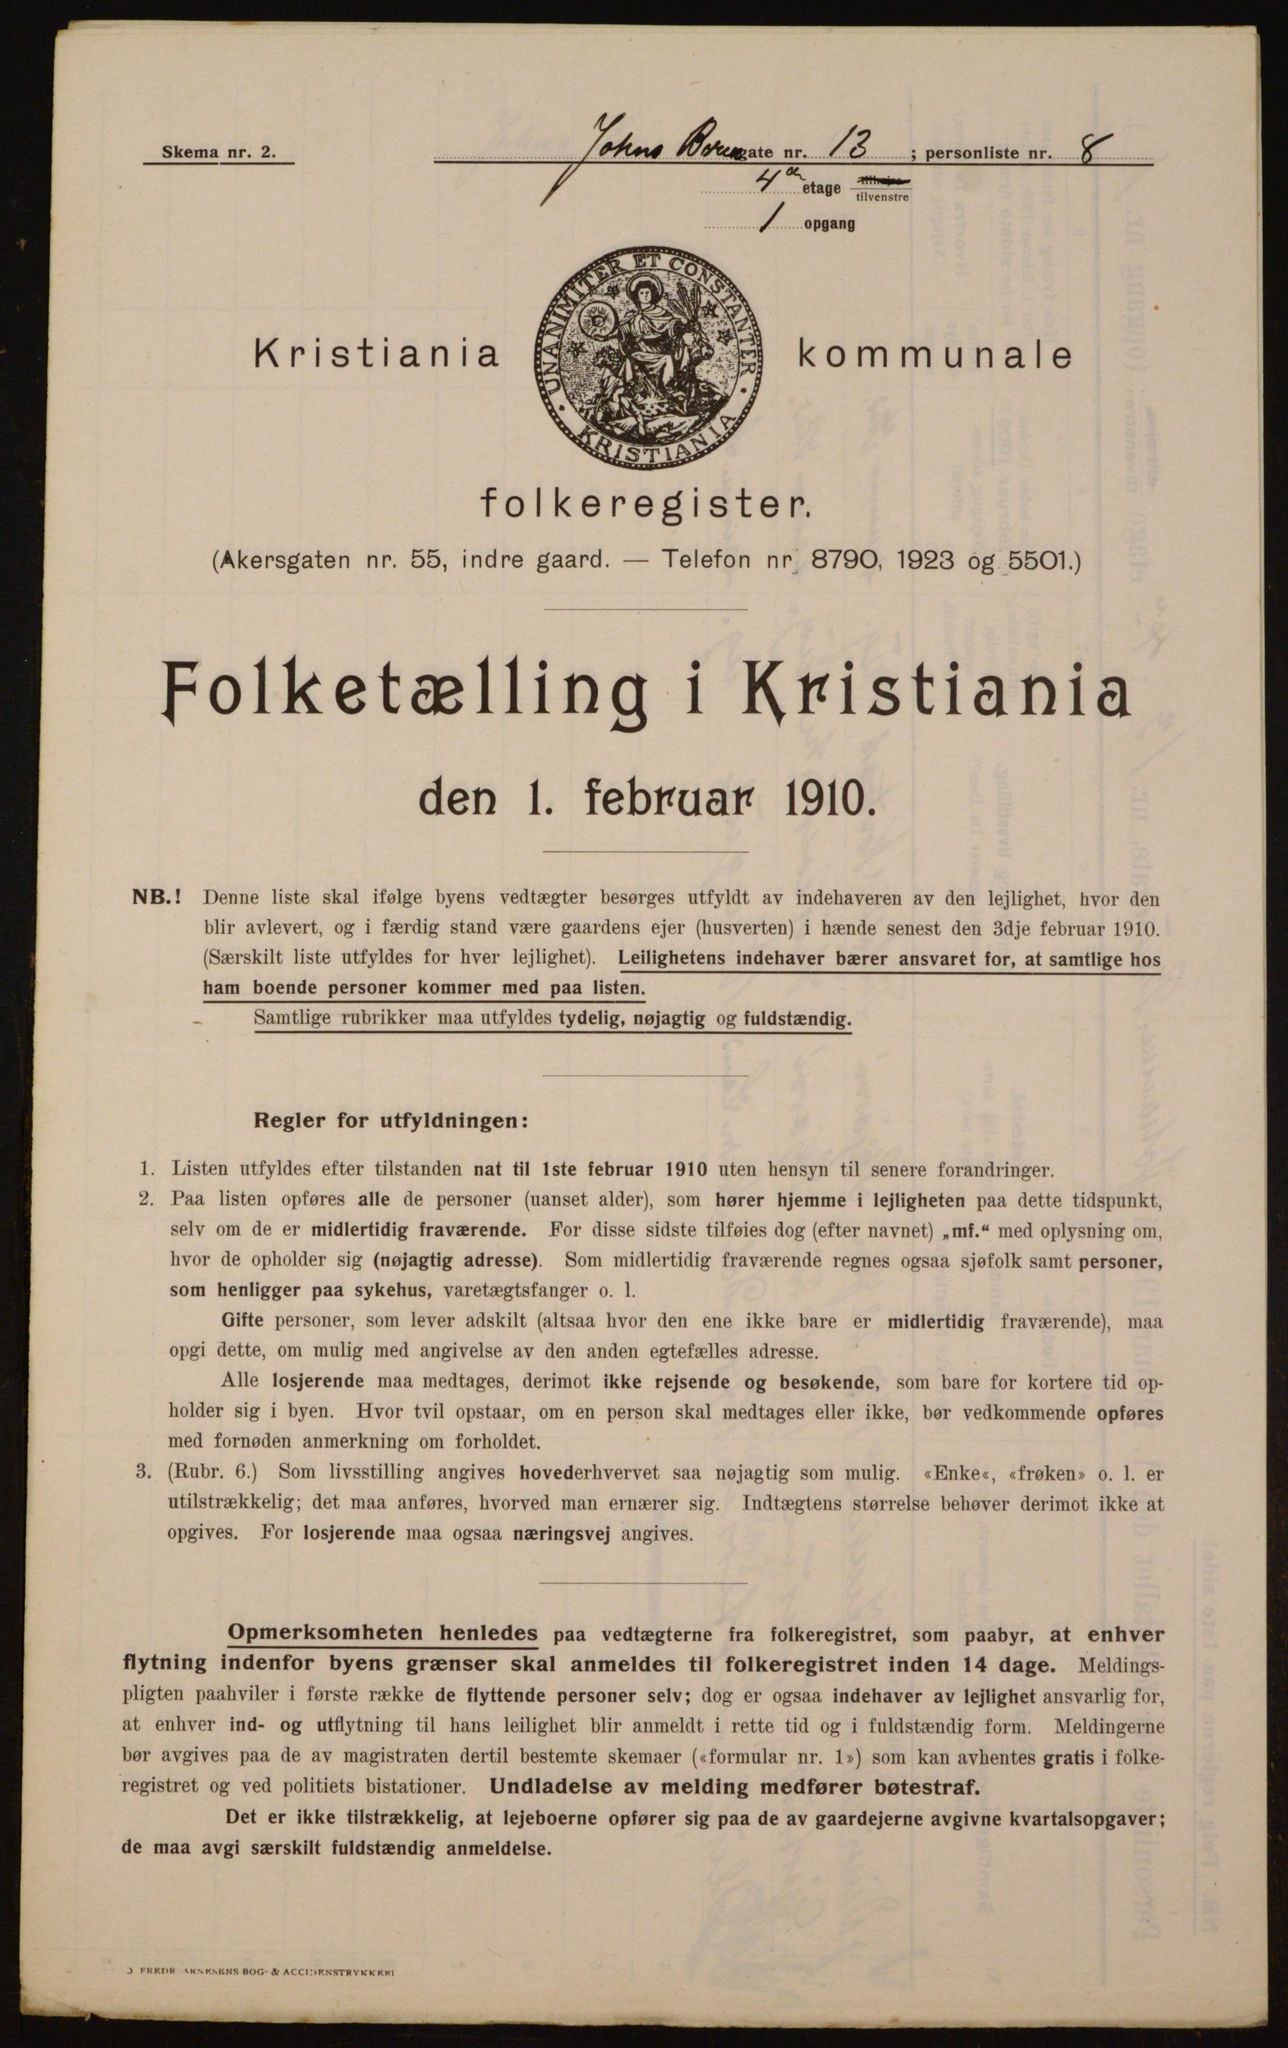 Skema nr. 2.
Johns Brunsgate nr. 13 ; personliste nr. 8
4de etage
tilvenstre
1 opgang
UNANIMITER ET CONSTANTER · KRISTIANIA ·
Kristiania kommunale
folkeregister.
(Akersgaten nr. 55, indre gaard. — Telefon nr. 8790, 1923 og 5501.)
Folketælling i Kristiania
den 1. februar 1910.
NB.! Denne liste skal ifølge byens vedtægter besørges utfyldt av indehaveren av den lejlighet, hvor den
blir avlevert, og i færdig stand være gaardens ejer (husverten) i hænde senest den 3dje februar 1910.
(Særskilt liste utfyldes for hver lejlighet). Leilighetens indehaver bærer ansvaret for, at samtlige hos
ham boende personer kommer med paa listen.
Samtlige rubrikker maa utfyldes tydelig, nøjagtig og fuldstændig.
Regler for utfyldningen:
1. Listen utfyldes efter tilstanden nat til 1ste februar 1910 uten hensyn til senere forandringer.
2. Paa listen opføres alle de personer (uanset alder), som hører hjemme i lejligheten paa dette tidspunkt,
selv om de er midlertidig fraværende. For disse sidste tilføies dog (efter navnet) „mf.“ med oplysning om,
hvor de opholder sig (nøjagtig adresse). Som midlertidig fraværende regnes ogsaa sjøfolk samt personer,
som henligger paa sykehus, varetægtsfanger o. l.
Gifte personer, som lever adskilt (altsaa hvor den ene ikke bare er midlertidig fraværende), maa
opgi dette, om mulig med angivelse av den anden egtefælles adresse.
Alle losjerende maa medtages, derimot ikke rejsende og besøkende, som bare for kortere tid op-
holder sig i byen. Hvor tvil opstaar, om en person skal medtages eller ikke, bør vedkommende opføres
med fornøden anmerkning om forholdet.
3. (Rubr. 6.) Som livsstilling angives hovederhvervet saa nøjagtig som mulig. «Enke«, «frøken» o. l. er
utilstrækkelig; det maa anføres, hvorved man ernærer sig. Indtægtens størrelse behøver derimot ikke at
opgives. For losjerende maa ogsaa næringsvej angives.
Opmerksomheten henledes paa vedtægterne fra folkeregistret, som paabyr, at enhver
flytning indenfor byens grænser skal anmeldes til folkeregistret inden 14 dage. Meldings-
pligten paahviler i første række de flyttende personer selv; dog er ogsaa indehaver av lejlighet ansvarlig for,
at enhver ind- og utflytning til hans leilighet blir anmeldt i rette tid og i fuldstændig form. Meldingerne
bør avgives paa de av magistraten dertil bestemte skemaer («formular nr. 1») som kan avhentes gratis i folke-
registret og ved politiets bistationer. Undladelse av melding medfører bøtestraf.
Det er ikke tilstrækkelig, at lejeboerne opfører sig paa de av gaardejerne avgivne kvartalsopgaver;
de maa avgi særskilt fuldstændig anmeldelse.
FREDR ARNESENS BOG- & ACCIDENSTRYKKERI